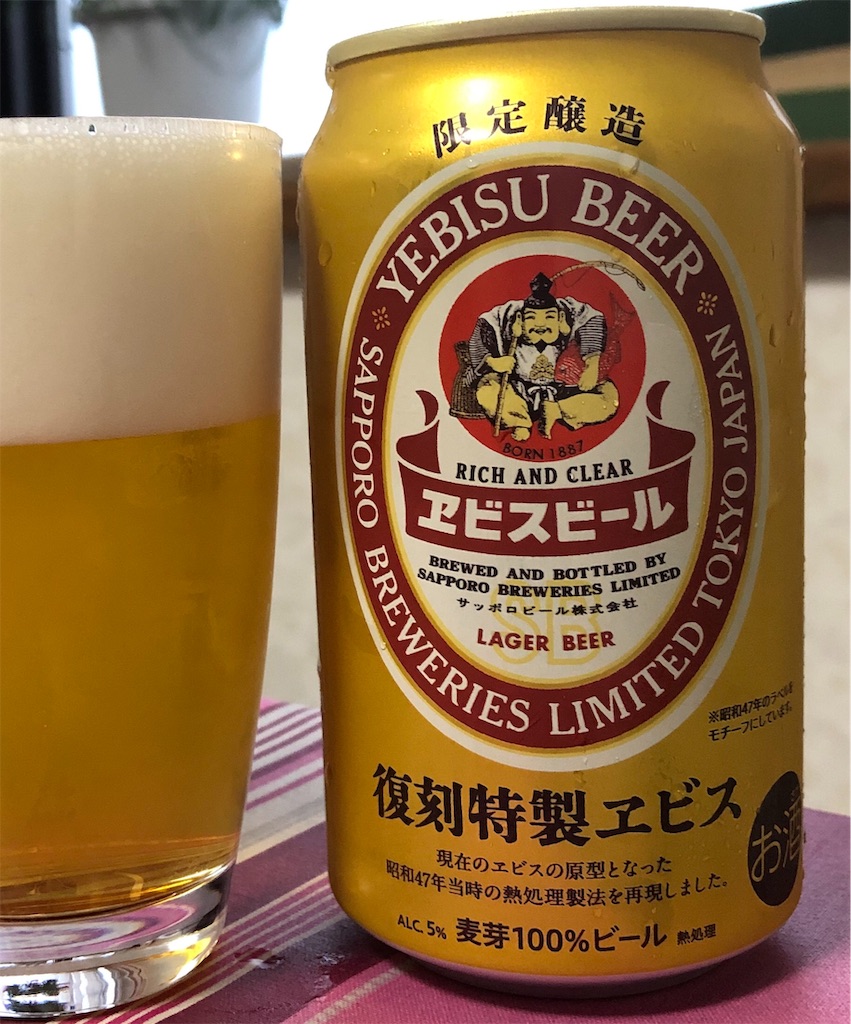 限定醸造
YEBISU BEER
SAPPORO BREWERIES LIMITED TOKYO JAPAN
BORN 1887
RICH AND CLEAR
ヱビスビール
BREWED AND BOTTLED BY
SAPPORO BREWERIES LIMITED
サッポロビール株式会社
SB
LAGER BEER
※昭和47年のラベルを
モチーフにしています。
復刻特製ヱビス
現在のヱビスの原型となった
昭和47年当時の熱処理製法を再現しました。
お酒
ALC. 5% 麦芽100%ビール 熱処理